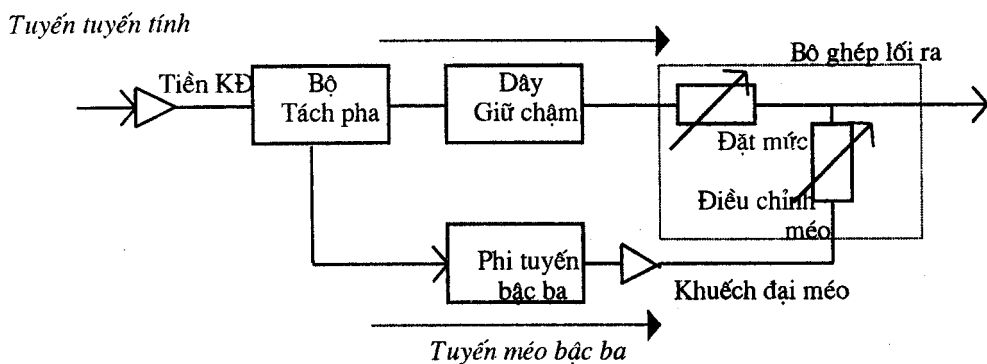 Tuyến tuyến tính
Bộ ghép lối ra
Tiền KĐ
Bộ
Tách pha
Dây
Giữ chậm
Đặt mức
Điều chỉnh
méo
Phi tuyến
bậc ba
Khuếch đại méo
Tuyến méo bậc ba